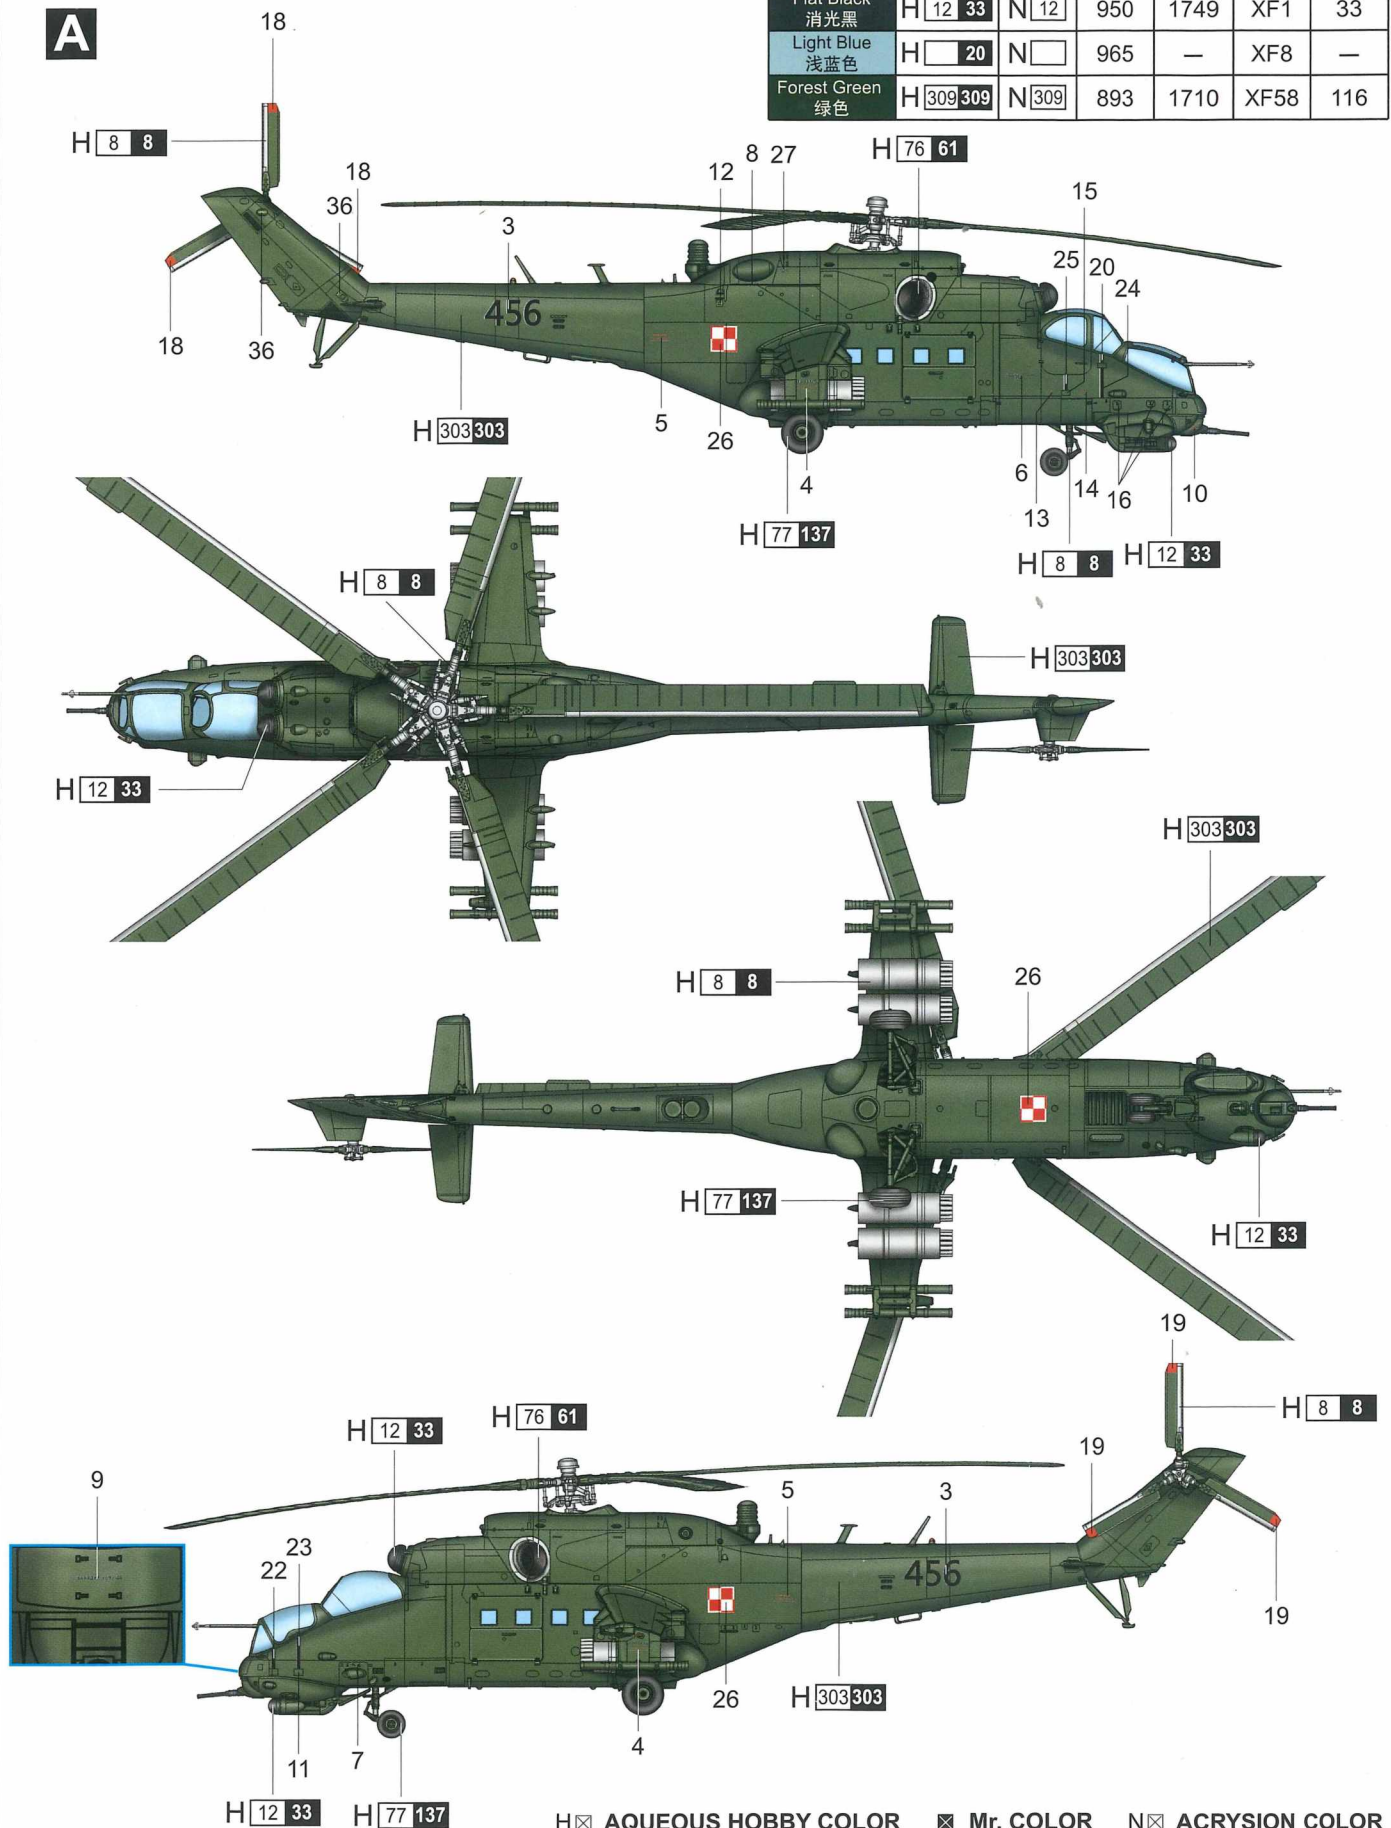 A
Flat Black H 12 33 N 12 950 1749 XF1 33
消光黑
Light Blue H 20 N 965 — XF8 —
浅蓝色
Forest Green H 309 309 N 309 893 1710 XF58 116
绿色
18
H 8 8
18
36
3
12
8
27
H 76 61
15
25
20
24
456
18
36
H 303 303
5
26
4
H 77 137
6
13
14
16
10
H 8 8
H 12 33
H 8 8
H 303 303
H 12 33
H 303 303
H 8 8
26
H 77 137
H 12 33
19
H 8 8
H 12 33
H 76 61
9
19
5
3
23
22
456
19
26
H 303 303
4
7
11
H 12 33
H 77 137
H AQUEOUS HOBBY COLOR Mr. COLOR N ACRYSION COLOR